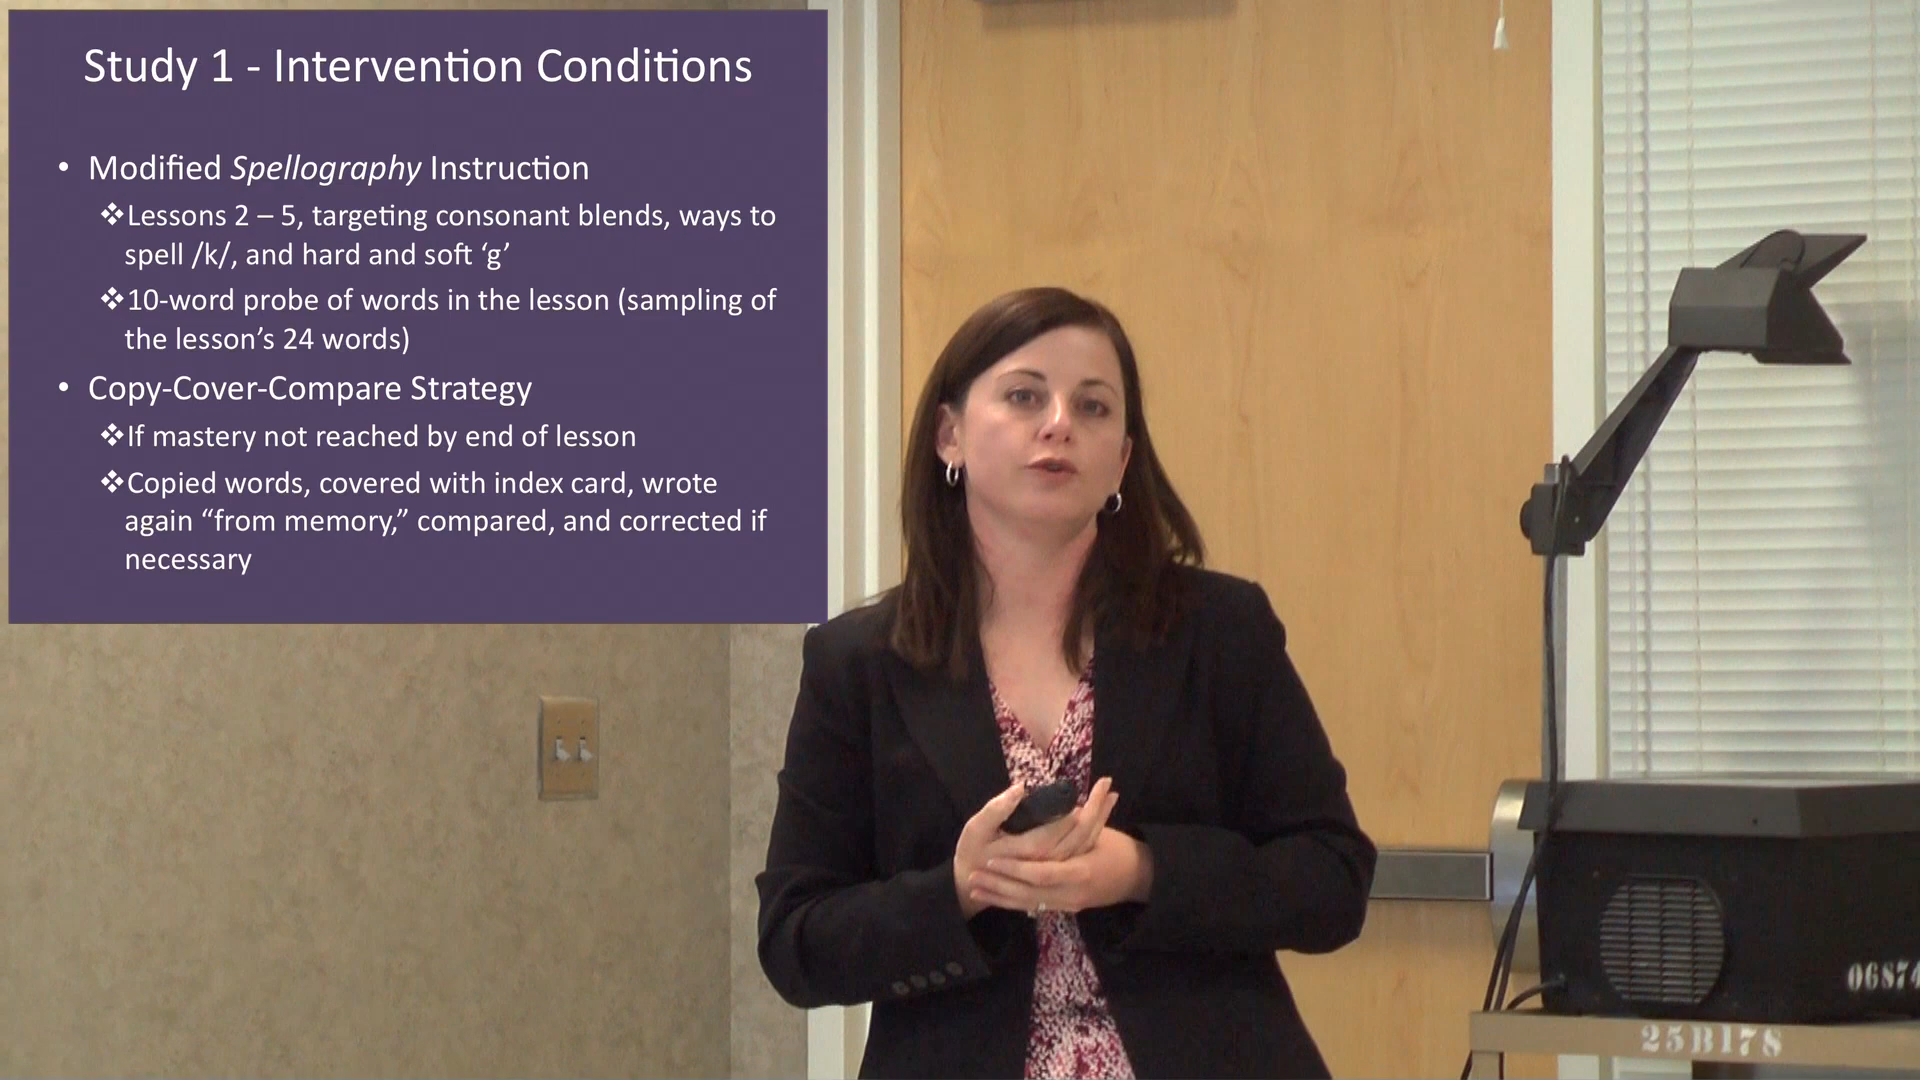 Study 1 - Intervention Conditions
• Modified Spellography Instruction
❖Lessons 2 – 5, targeting consonant blends, ways to
spell /k/, and hard and soft ‘g’
❖10-word probe of words in the lesson (sampling of
the lesson’s 24 words)
• Copy-Cover-Compare Strategy
❖If mastery not reached by end of lesson
❖Copied words, covered with index card, wrote
again “from memory,” compared, and corrected if
necessary
06874
25B178